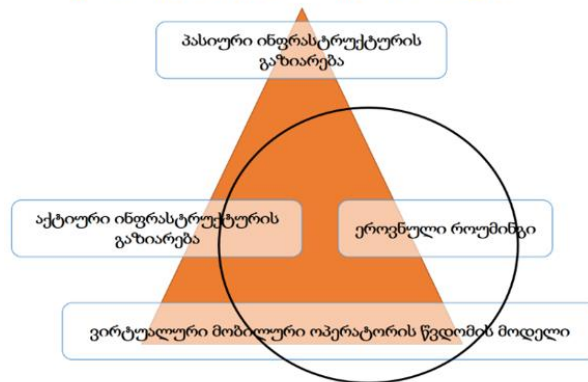 პასიური ინფრასტრუქტურის
გაზიარება
აქტიური ინფრასტრუქტურის
გაზიარება
ეროვნული როუმინგი
ვირტუალური მობილური ოპერატორის წვდომის მოდელი